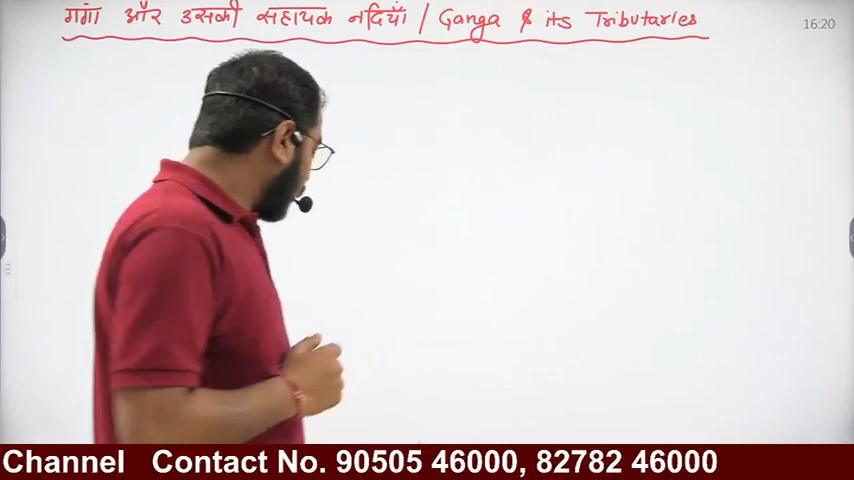 गंगा और उसकी सहायक नदियाँ / Ganga & its Tributaries
16:20
Channel Contact No. 90505 46000, 82782 46000